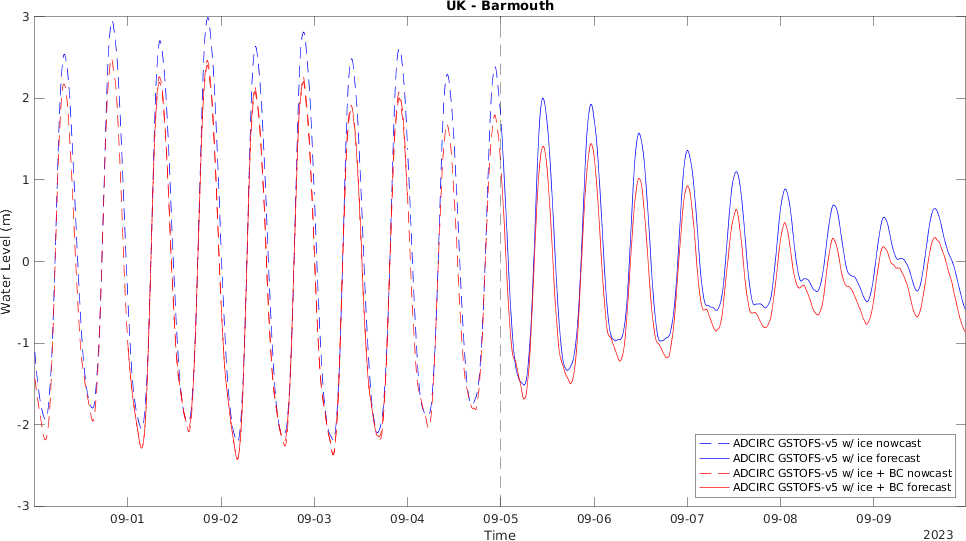 UK - Barmouth
Water Level (m)
3
2
1
0
-1
-2
-3
09-01 09-02 09-03 09-04 09-05 09-06 09-07 09-08 09-09
Time
2023
ADCIRC GSTOFS-v5 w/ ice nowcast
ADCIRC GSTOFS-v5 w/ ice forecast
ADCIRC GSTOFS-v5 w/ ice + BC nowcast
ADCIRC GSTOFS-v5 w/ ice + BC forecast